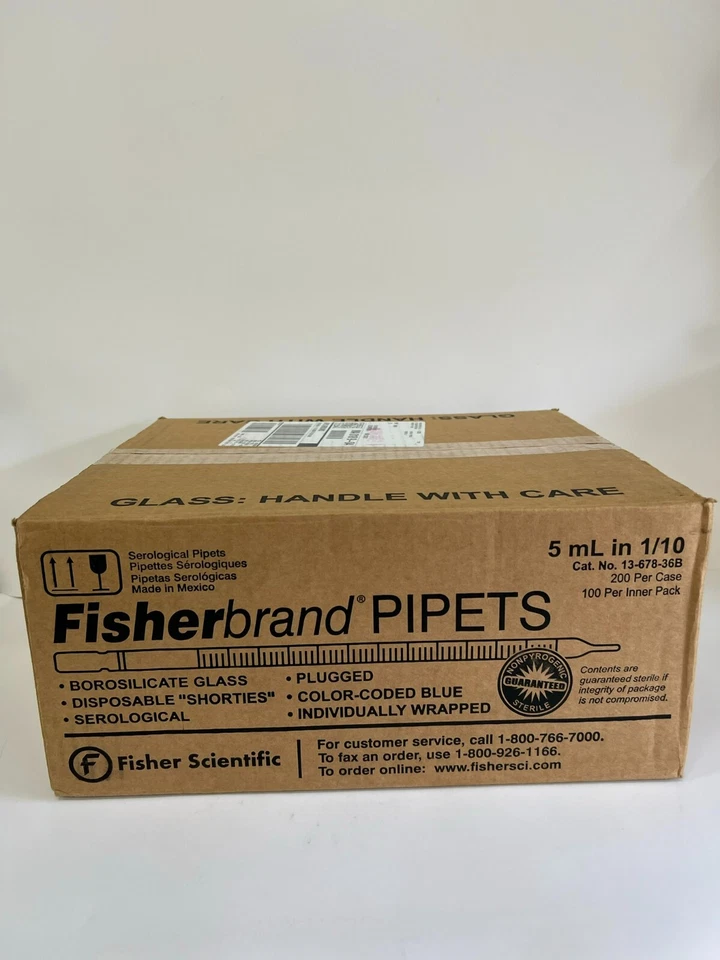 GLASS: HANDLE WITH CARE
GLASS: HANDLE WITH CARE
Serological Pipets
Pipettes Sérologiques
Pipetas Serológicas
Made in Mexico
5 mL in 1/10
Cat. No. 13-678-36B
200 Per Case
100 Per Inner Pack
Fisherbrand® PIPETS
• BOROSILICATE GLASS
• DISPOSABLE "SHORTIES"
• SEROLOGICAL
• PLUGGED
• COLOR-CODED BLUE
• INDIVIDUALLY WRAPPED
NONPYROGENIC
GUARANTEED
STERILE
Contents are
guaranteed sterile if
integrity of package
is not compromised.
F Fisher Scientific
For customer service, call 1-800-766-7000.
To fax an order, use 1-800-926-1166.
To order online: www.fishersci.com